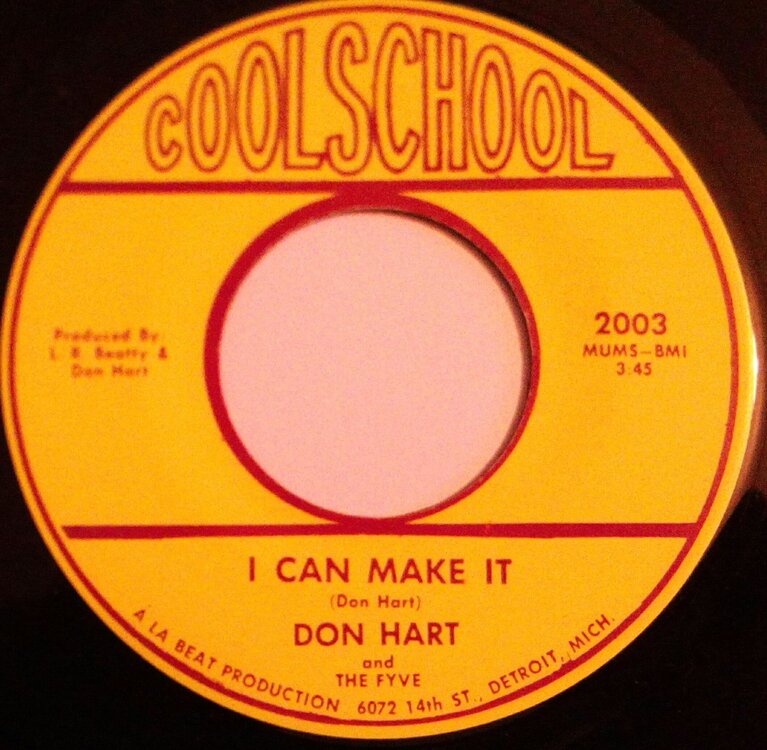 COOLSCHOOL
Produced By:
L. R. Beatty &
Don Hart
2003
MUMS-BMI
3:45
I CAN MAKE IT
(Don Hart)
DON HART
and
THE FYVE
A LA BEAT PRODUCTION 6072 14th ST., DETROIT, MICH.